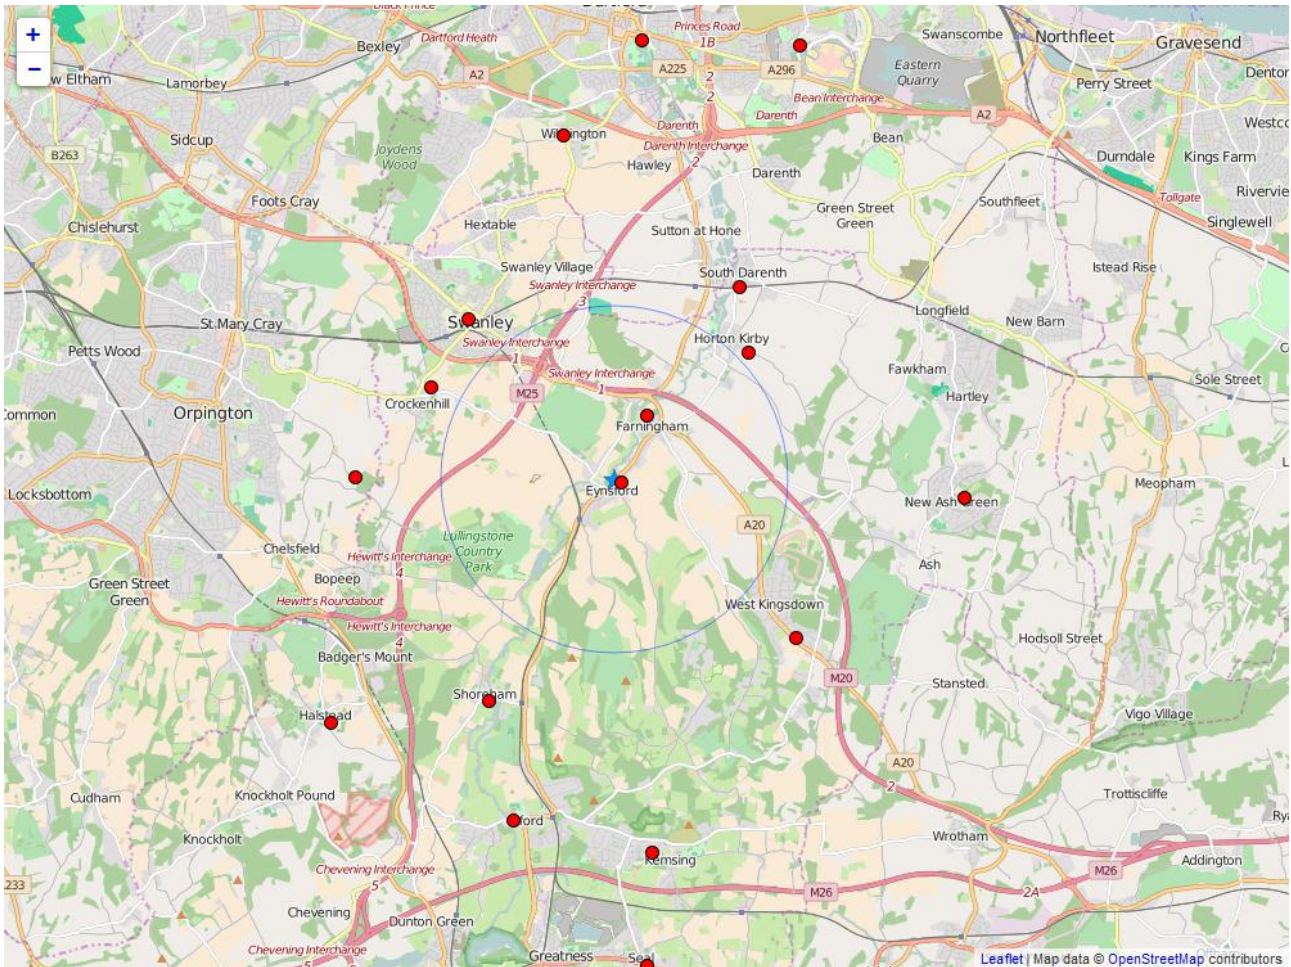 +
−
Princes Road
1B
Swanscombe
Northfleet
Gravesend
Dartford Heath
Bexley
A2
A225
A296
Eastern
Quarry
Denton
w Eltham
Lamorbey
2
2
Bean Interchange
Perry Street
Sidcup
B263
Joydens
Wood
Darenth
Darenth
A2
Darenth Interchange
Bean
Hawley
2
Darenth
Durndale
Kings Farm
Foots Cray
Chislehurst
Hextable
Sutton at Hone
Green Street
Green
Southfleet
Tollgate
Singlewell
Swanley Village
South Darenth
Istead Rise
Swanley Interchange
3
St Mary Cray
Swanley
Longfield
New Barn
Petts Wood
Swanley Interchange
1
Horton Kirby
Swanley Interchange
1
Fawkham
Sole Street
M25
Crockenhill
Hartley
Orpington
Farningham
Locksbottom
Eynsford
New Ash Green
Meopham
A20
Chelsfield
Lullingstone
Country
Park
Hewitt's Interchange
4
Bopeep
Ash
Green Street
Green
Hewitt's Roundabout
West Kingsdown
Hewitt's Interchange
4
Hodsoll Street
Badger's Mount
M20
2
Stansted
Shoreham
Halstead
Vigo Village
A20
2
Knockholt Pound
Cudham
Trottiscliffe
Knockholt
Wrotham
Kemsing
Chevening Interchange
5
M26
Addington
M26
2A
Chevening
Dunton Green
Chevening Interchange
5
5
Greatness
Seal
Leaflet | Map data © OpenStreetMap contributors